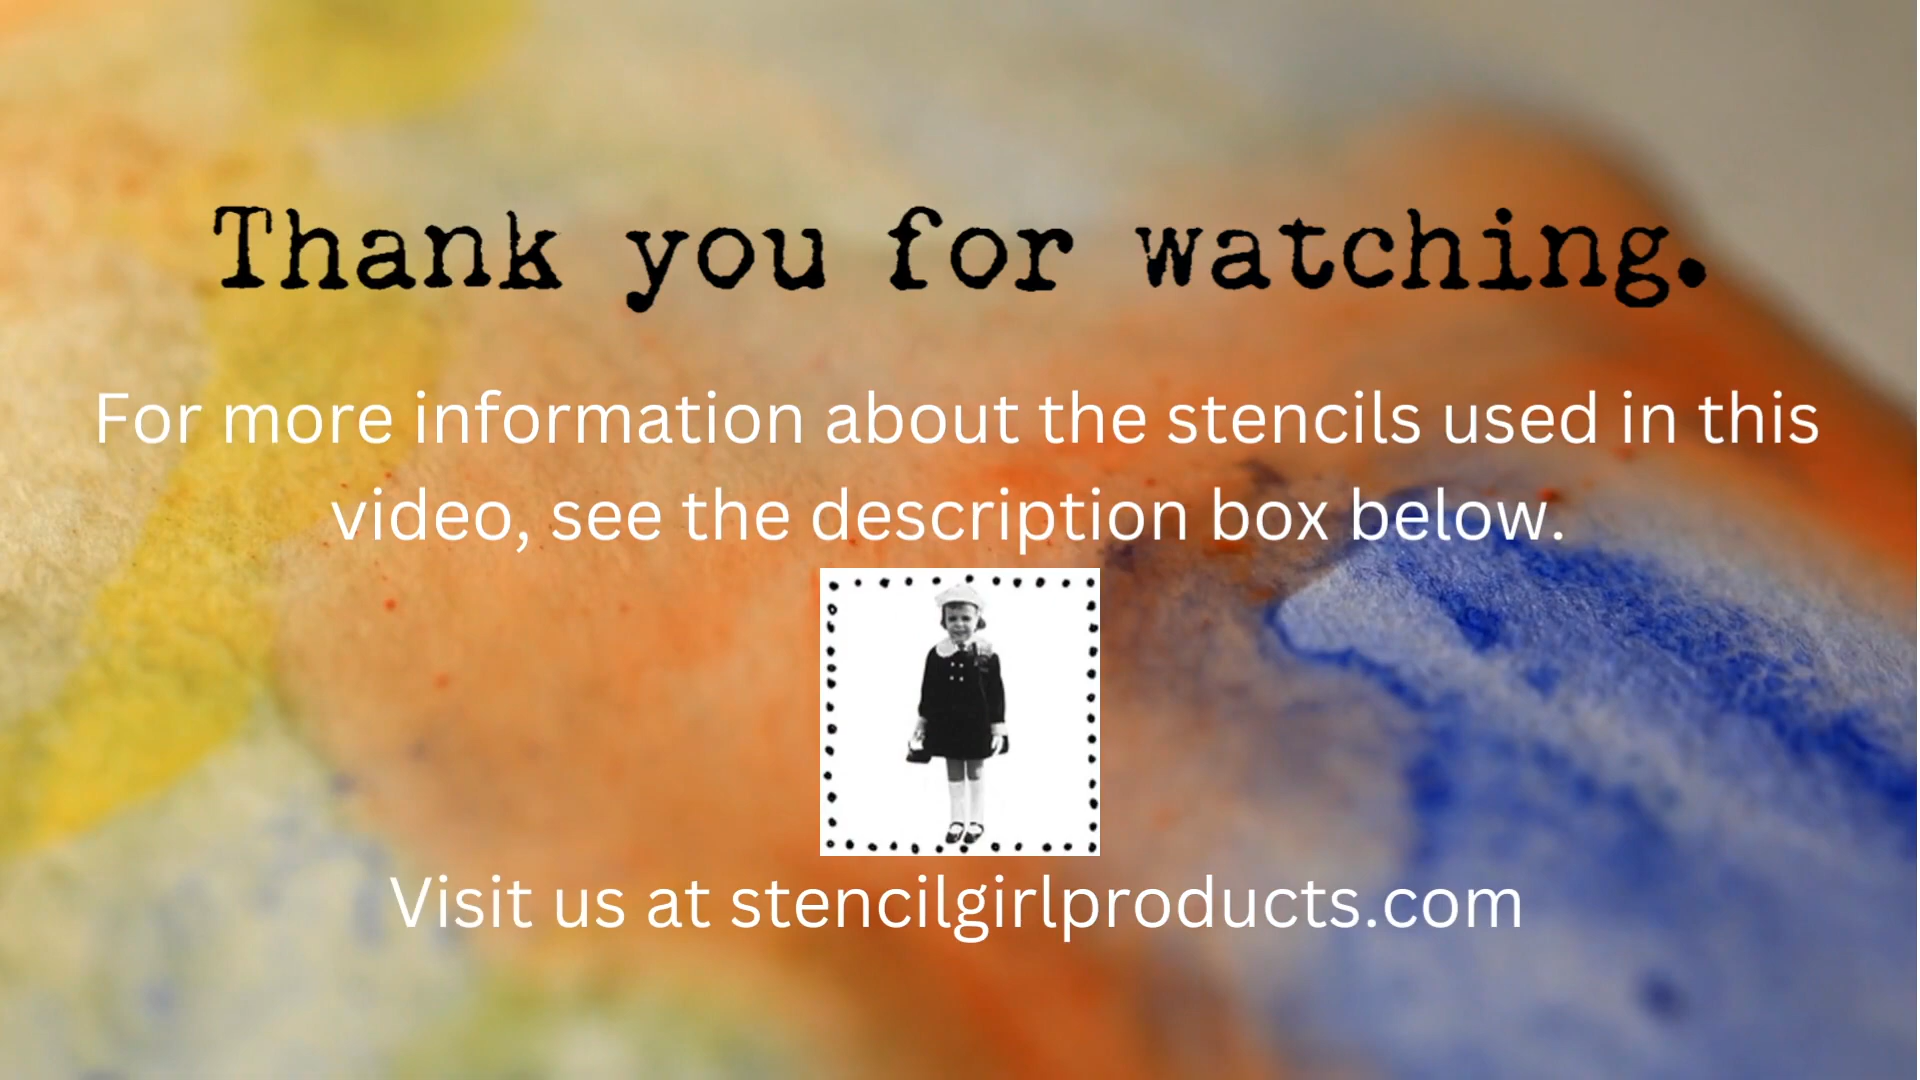 Thank you for watching.
For more information about the stencils used in this
video, see the description box below.
Visit us at stencilgirlproducts.com